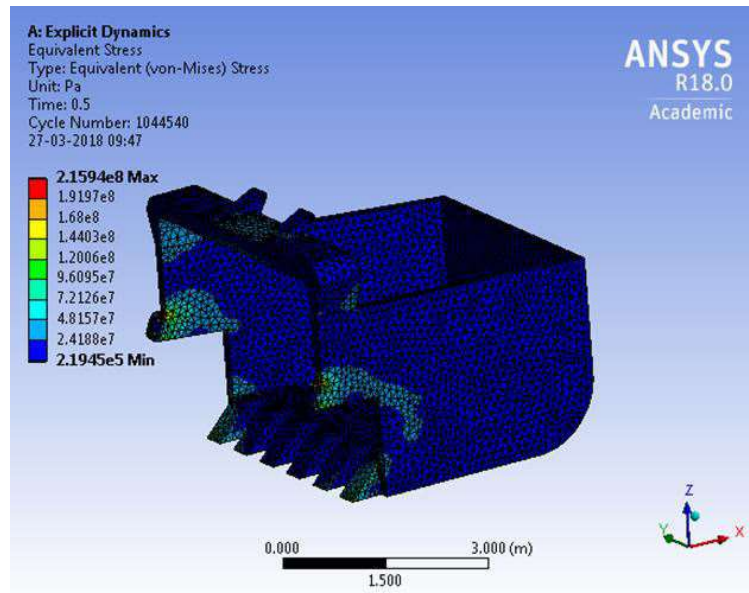 A: Explicit Dynamics
Equivalent Stress
Type: Equivalent (von-Mises) Stress
Unit: Pa
Time: 0.5
Cycle Number: 1044540
27-03-2018 09:47
ANSYS
R18.0
Academic
2.1594e8 Max
1.9197e8
1.68e8
1.4403e8
1.2006e8
9.6095e7
7.2126e7
4.8157e7
2.4188e7
2.1945e5 Min
0.000
3.000 (m)
1.500
Z
Y
X